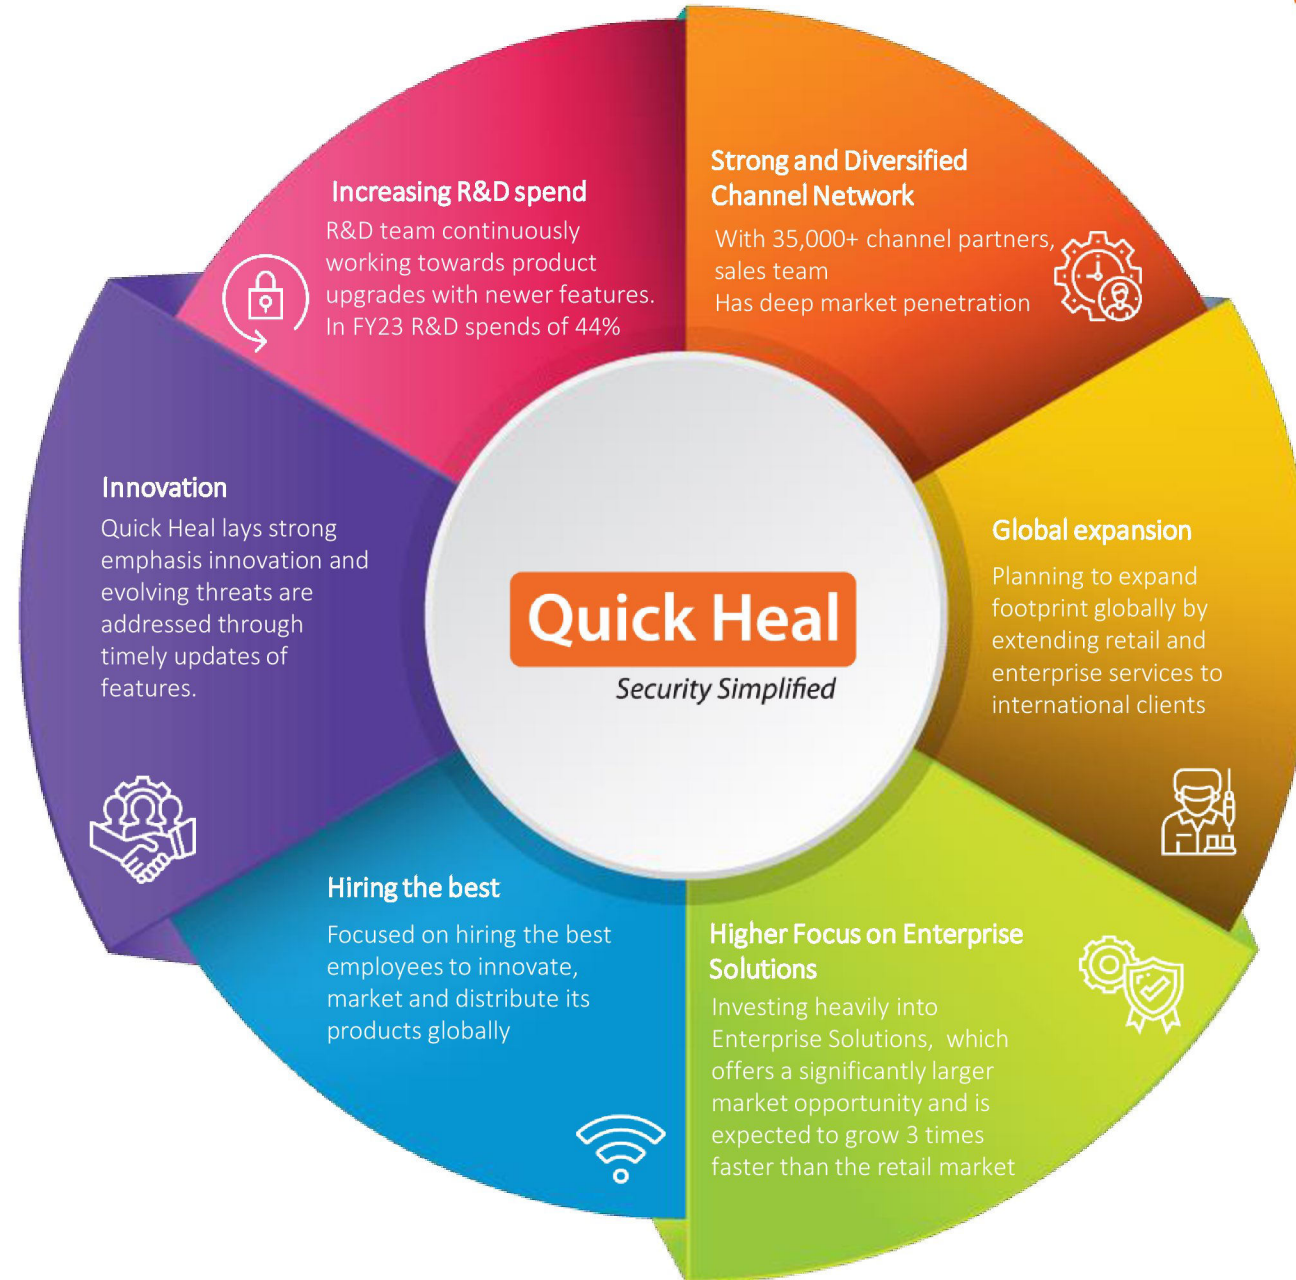 Increasing R&D spend
R&D team continuously
working towards product
upgrades with newer features.
In FY23 R&D spends of 44%
Strong and Diversified
Channel Network
With 35,000+ channel partners,
sales team
Has deep market penetration
Innovation
Quick Heal lays strong
emphasis innovation and
evolving threats are
addressed through
timely updates of
features.
Quick Heal
Security Simplified
Global expansion
Planning to expand
footprint globally by
extending retail and
enterprise services to
international clients
Hiring the best
Focused on hiring the best
employees to innovate,
market and distribute its
products globally
Higher Focus on Enterprise
Solutions
Investing heavily into
Enterprise Solutions, which
offers a significantly larger
market opportunity and is
expected to grow 3 times
faster than the retail market